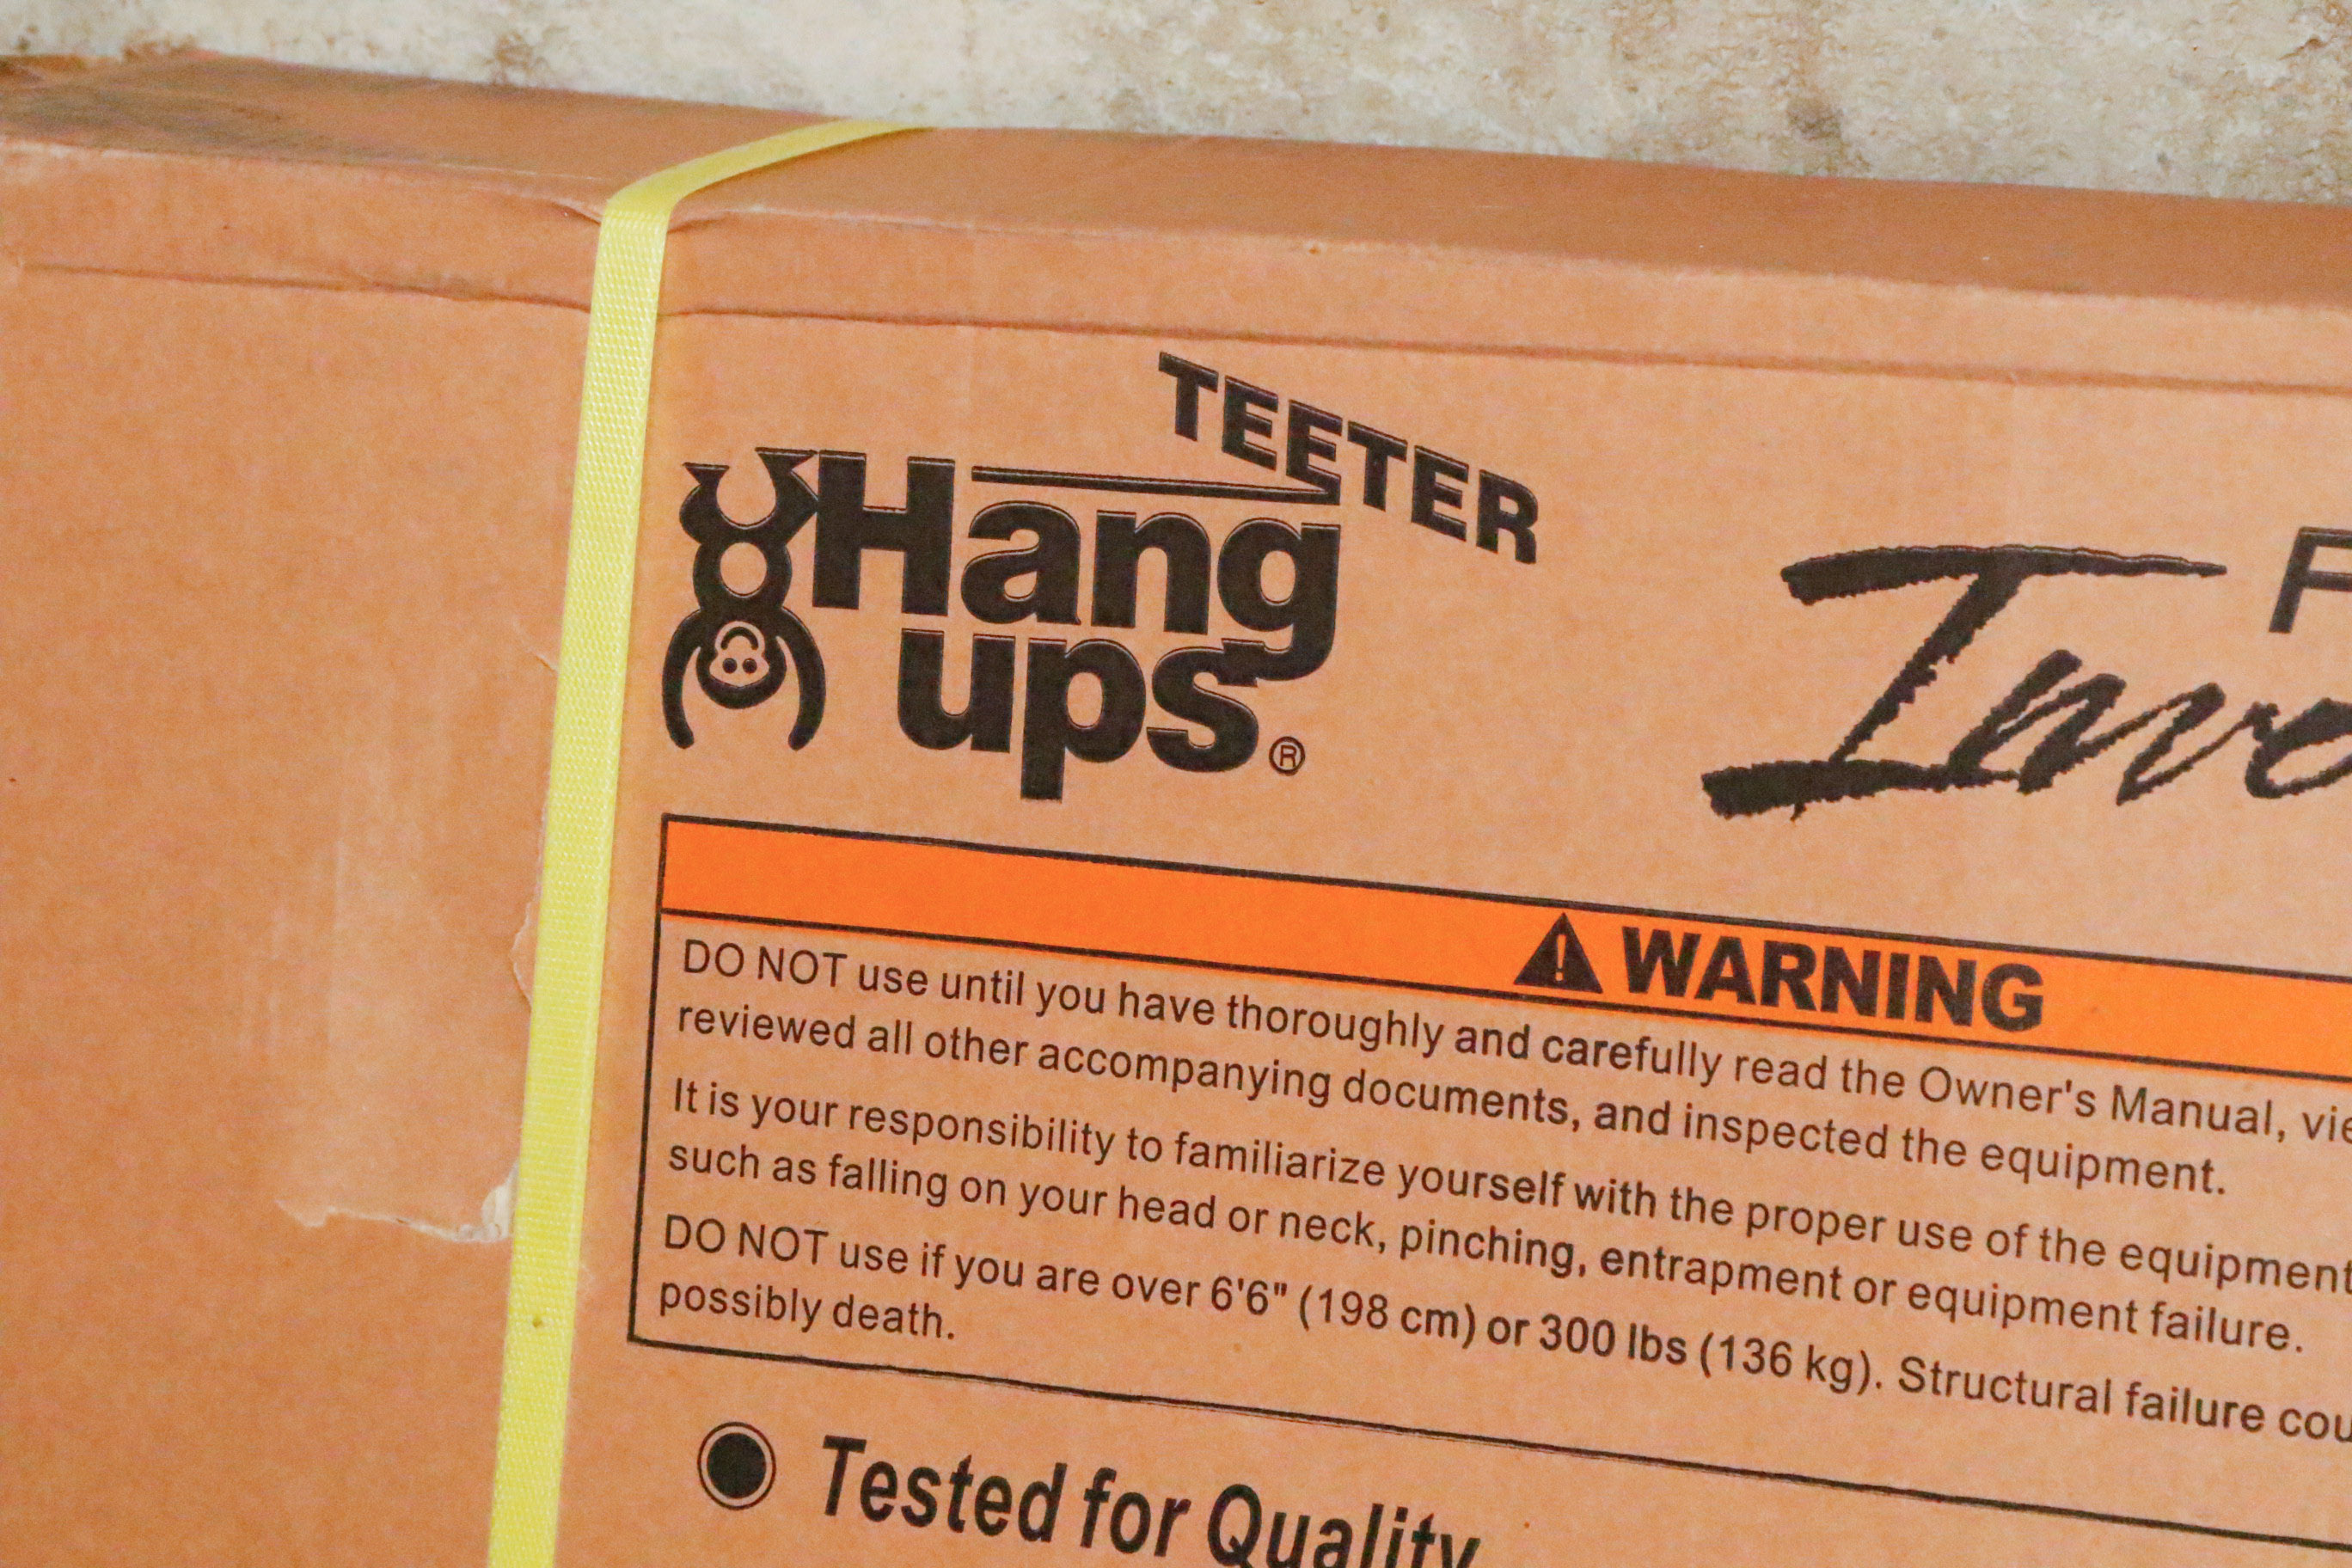 TEETER
Hang
ups®
Inve
WARNING
DO NOT use until you have thoroughly and carefully read the Owner's Manual, vie
reviewed all other accompanying documents, and inspected the equipment.
It is your responsibility to familiarize yourself with the proper use of the equipment
such as falling on your head or neck, pinching, entrapment or equipment failure.
DO NOT use if you are over 6'6" (198 cm) or 300 lbs (136 kg). Structural failure cou
possibly death.
Tested for Quality